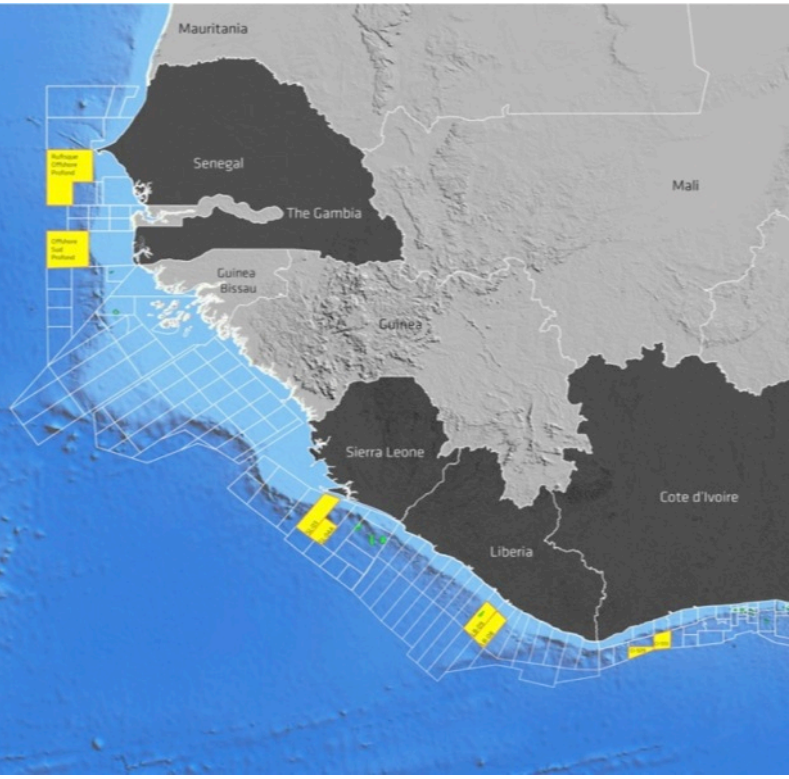 Mauritania
Rufisque
Offshore
Profond
Senegal
Mali
The Gambia
Offshore
Sud
Profond
Guinea
Bissau
Guinea
Sierra Leone
Cote d'Ivoire
Liberia